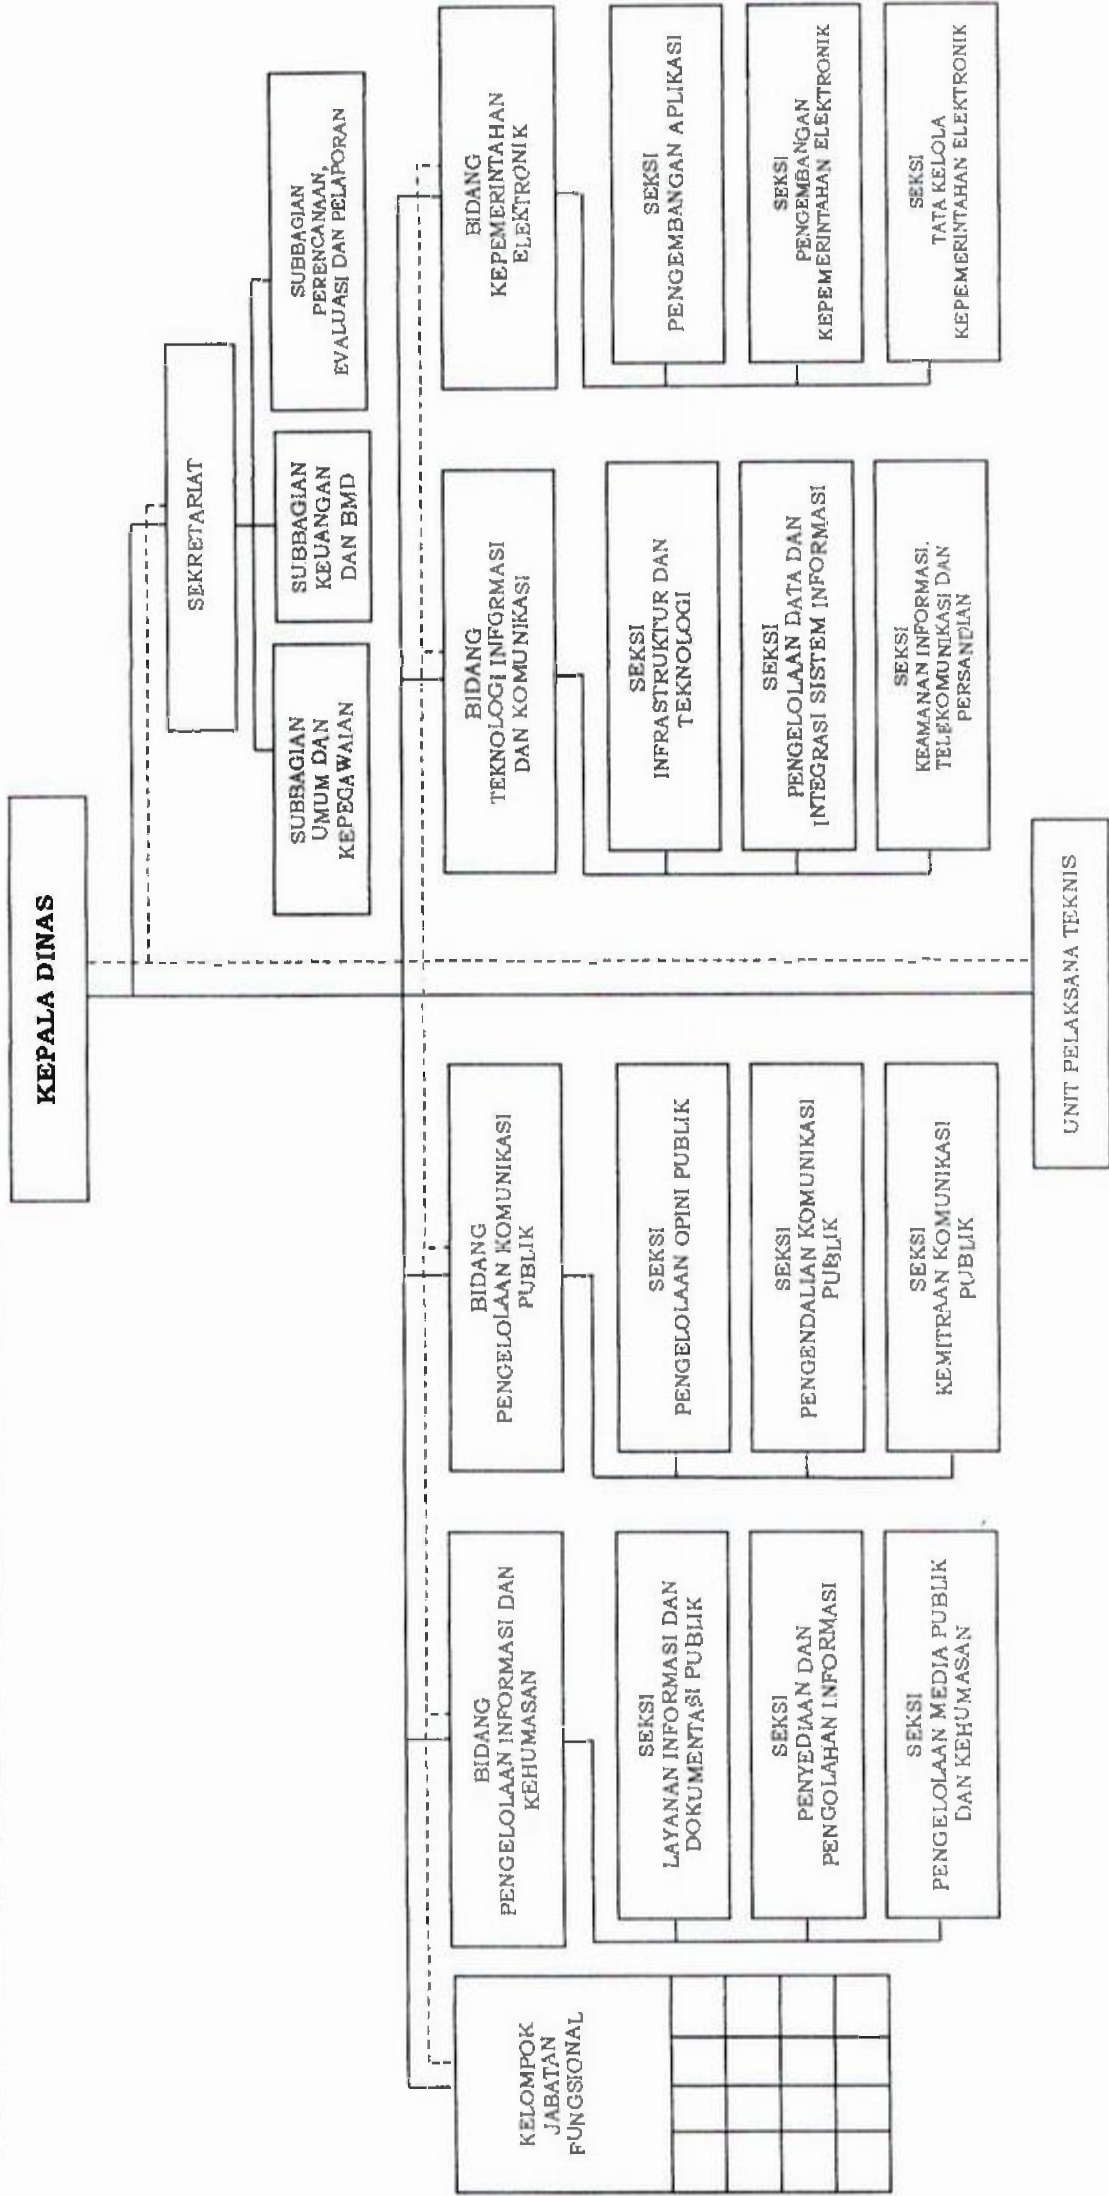 KEPALA DINAS
SEKRETARIAT
SUBBAGIAN
UMUM DAN
KEPEGAWAIAN
SUBBAGIAN
KEUANGAN
DAN BMD
SUBBAGIAN
PERENCANAAN,
EVALUASI DAN PELAPORAN
KELOMPOK
JABATAN
FUNGSIONAL
BIDANG
PENGELOLAAN INFORMASI DAN
KEHUMASAN
SEKSI
LAYANAN INFORMASI DAN
DOKUMENTASI PUBLIK
SEKSI
PENYEDIAAN DAN
PENGOLAHAN INFORMASI
SEKSI
PENGELOLAAN MEDIA PUBLIK
DAN KEHUMASAN
BIDANG
PENGELOLAAN KOMUNIKASI
PUBLIK
SEKSI
PENGELOLAAN OPINI PUBLIK
SEKSI
PENGENDALIAN KOMUNIKASI
PUBLIK
SEKSI
KEMITRAAN KOMUNIKASI
PUBLIK
BIDANG
TEKNOLOGI INFORMASI
DAN KOMUNIKASI
SEKSI
INFRASTRUKTUR DAN
TEKNOLOGI
SEKSI
PENGELOLAAN DATA DAN
INTEGRASI SISTEM INFORMASI
SEKSI
KEAMANAN INFORMASI.
TELEKOMUNIKASI DAN
PERSANDIAN
BIDANG
KEPEMERINTAHAN
ELEKTRONIK
SEKSI
PENGEMBANGAN APLIKASI
SEKSI
PENGEMBANGAN
KEPEMERINTAHAN ELEKTRONIK
SEKSI
TATA KELOLA
KEPEMERINTAHAN ELEKTRONIK
UNIT PELAKSANA TEKNIS